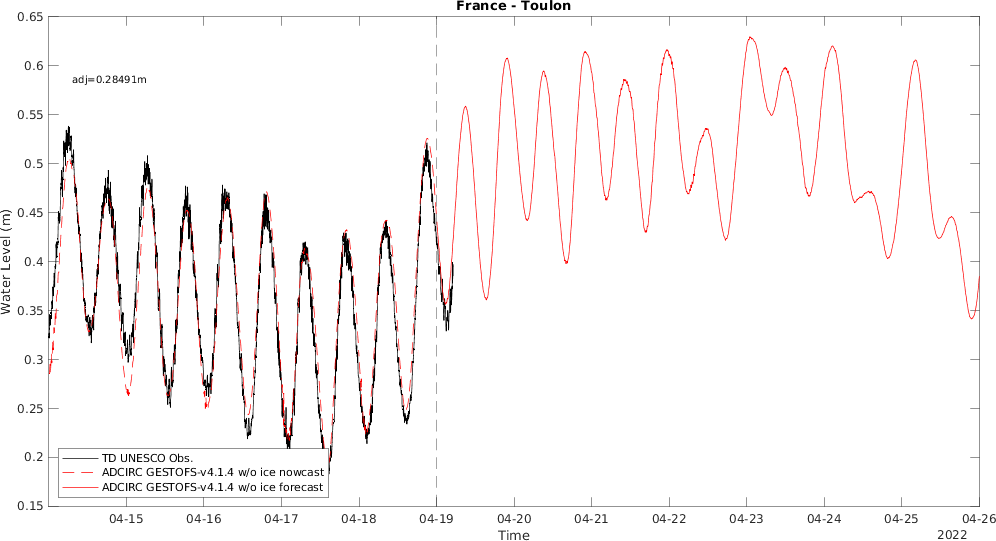 France - Toulon
0.65
0.6
0.55
0.5
0.45
0.4
0.35
0.3
0.25
0.2
0.15
Water Level (m)
adj=0.28491m
TD UNESCO Obs.
ADCIRC GESTOFS-v4.1.4 w/o ice nowcast
ADCIRC GESTOFS-v4.1.4 w/o ice forecast
04-15 04-16 04-17 04-18 04-19 04-20 04-21 04-22 04-23 04-24 04-25 04-26
Time
2022